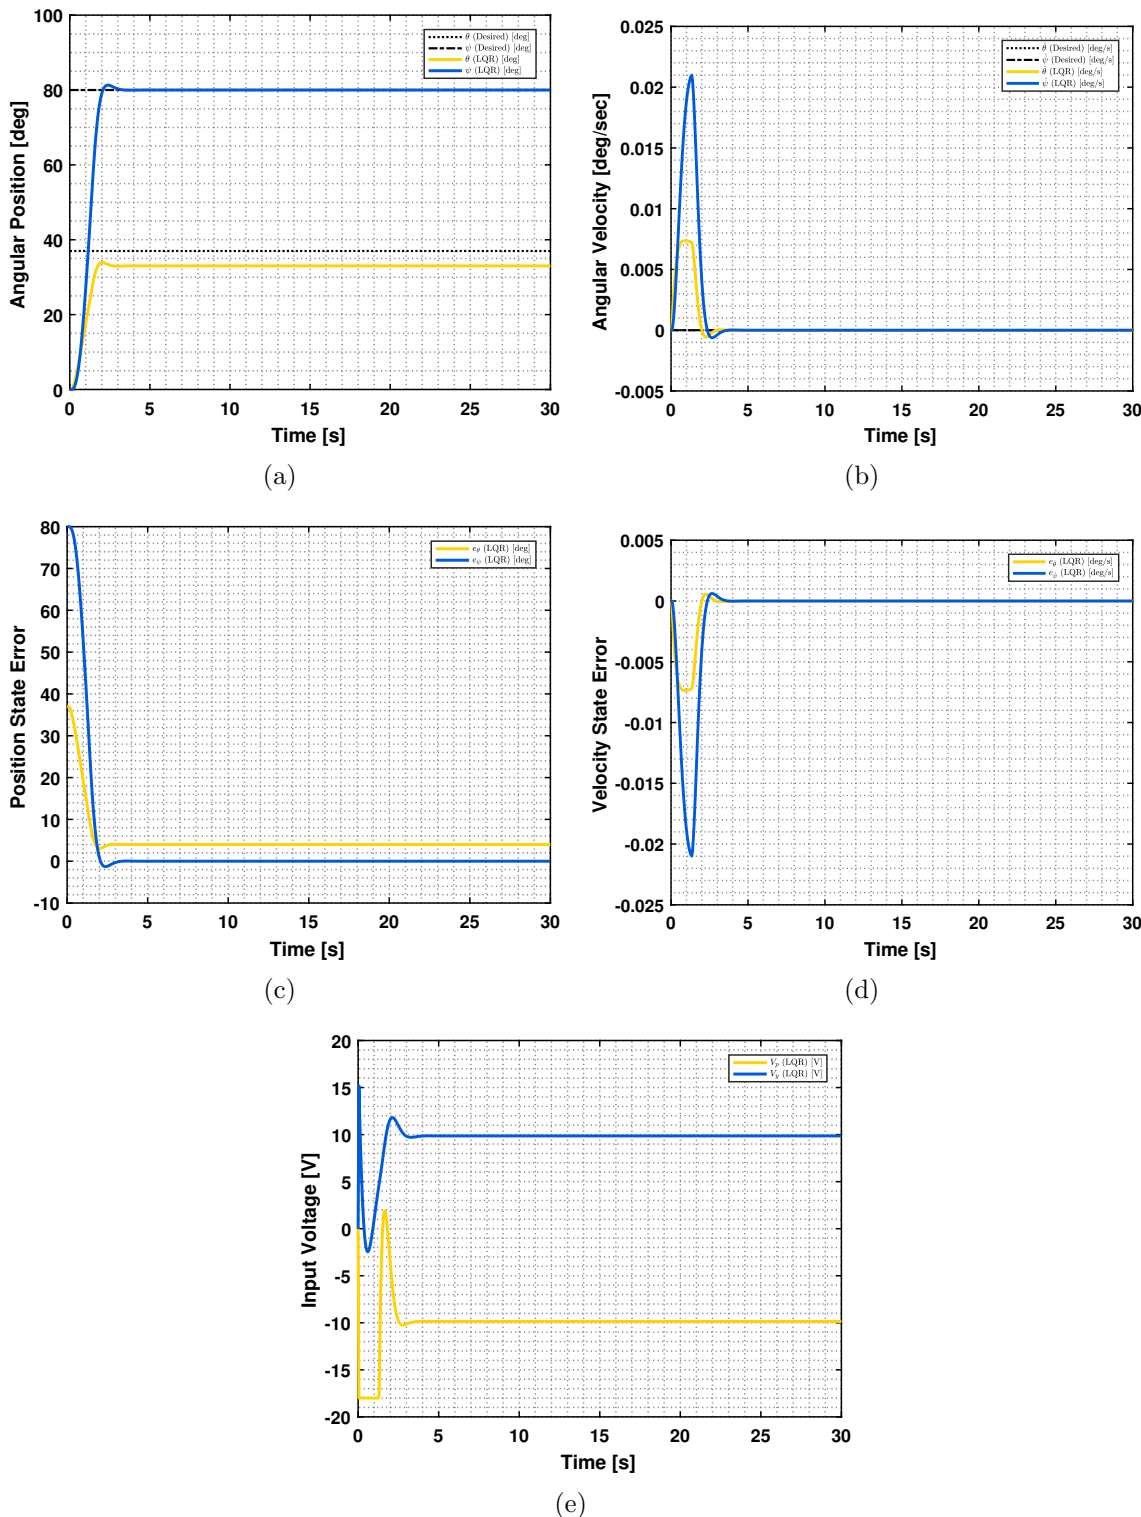 100
80
60
40
20
0
Angular Position [deg]
0 5 10 15 20 25 30
Time [s]
θ (Desired) [deg]
ψ (Desired) [deg]
θ (LQR) [deg]
ψ (LQR) [deg]
(a)
0.025
0.02
0.015
0.01
0.005
0
-0.005
Angular Velocity [deg/sec]
0 5 10 15 20 25 30
Time [s]
θ̇ (Desired) [deg/s]
ψ̇ (Desired) [deg/s]
θ̇ (LQR) [deg/s]
ψ̇ (LQR) [deg/s]
(b)
80
70
60
50
40
30
20
10
0
-10
Position State Error
0 5 10 15 20 25 30
Time [s]
e_θ (LQR) [deg]
e_ψ (LQR) [deg]
(c)
0.005
0
-0.005
-0.01
-0.015
-0.02
-0.025
Velocity State Error
0 5 10 15 20 25 30
Time [s]
e_θ̇ (LQR) [deg/s]
e_ψ̇ (LQR) [deg/s]
(d)
20
15
10
5
0
-5
-10
-15
-20
Input Voltage [V]
0 5 10 15 20 25 30
Time [s]
V_p (LQR) [V]
V_y (LQR) [V]
(e)